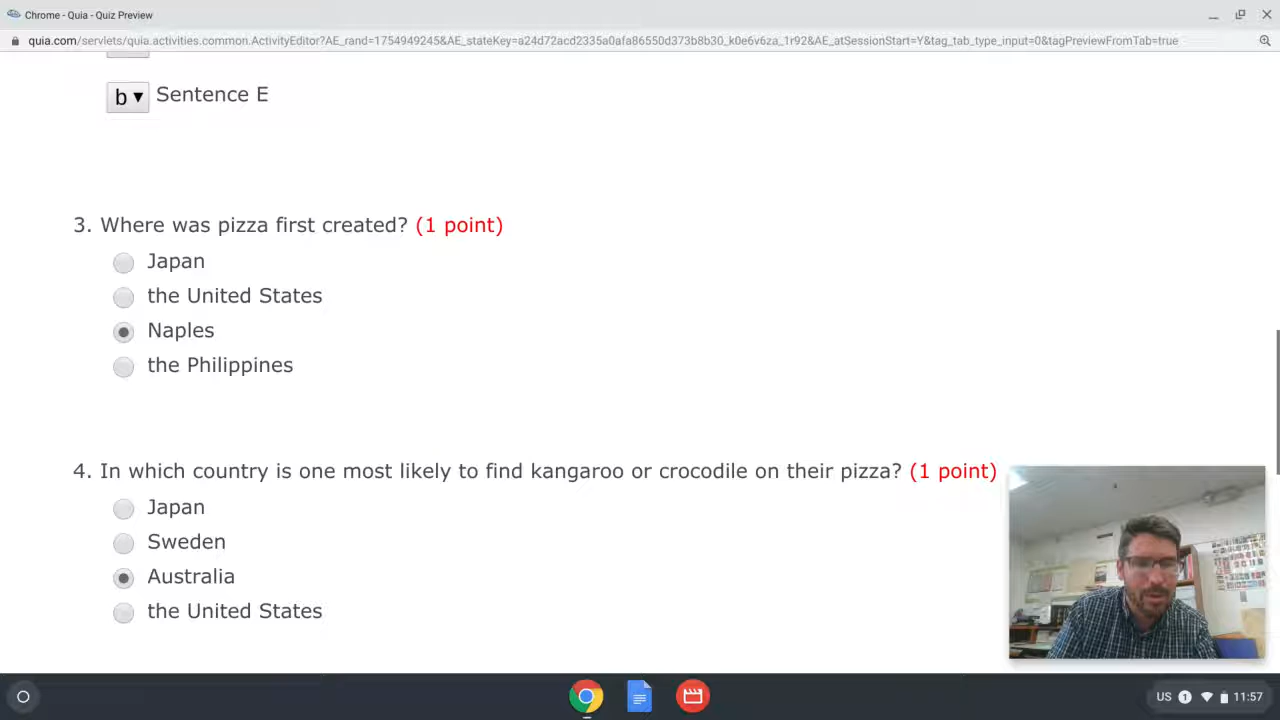 Chrome - Quia - Quiz Preview
quia.com/servlets/quia.activities.common.ActivityEditor?AE_rand=1754949245&AE_stateKey=a24d72acd2335a0afa86550d373b8b30_k0e6v6za_1r92&AE_atSessionStart=Y&tag_tab_type_input=0&tagPreviewFromTab=true
b ▾ Sentence E
3. Where was pizza first created? (1 point)
Japan
the United States
Naples
the Philippines
4. In which country is one most likely to find kangaroo or crocodile on their pizza? (1 point)
Japan
Sweden
Australia
the United States
US 1 11:57